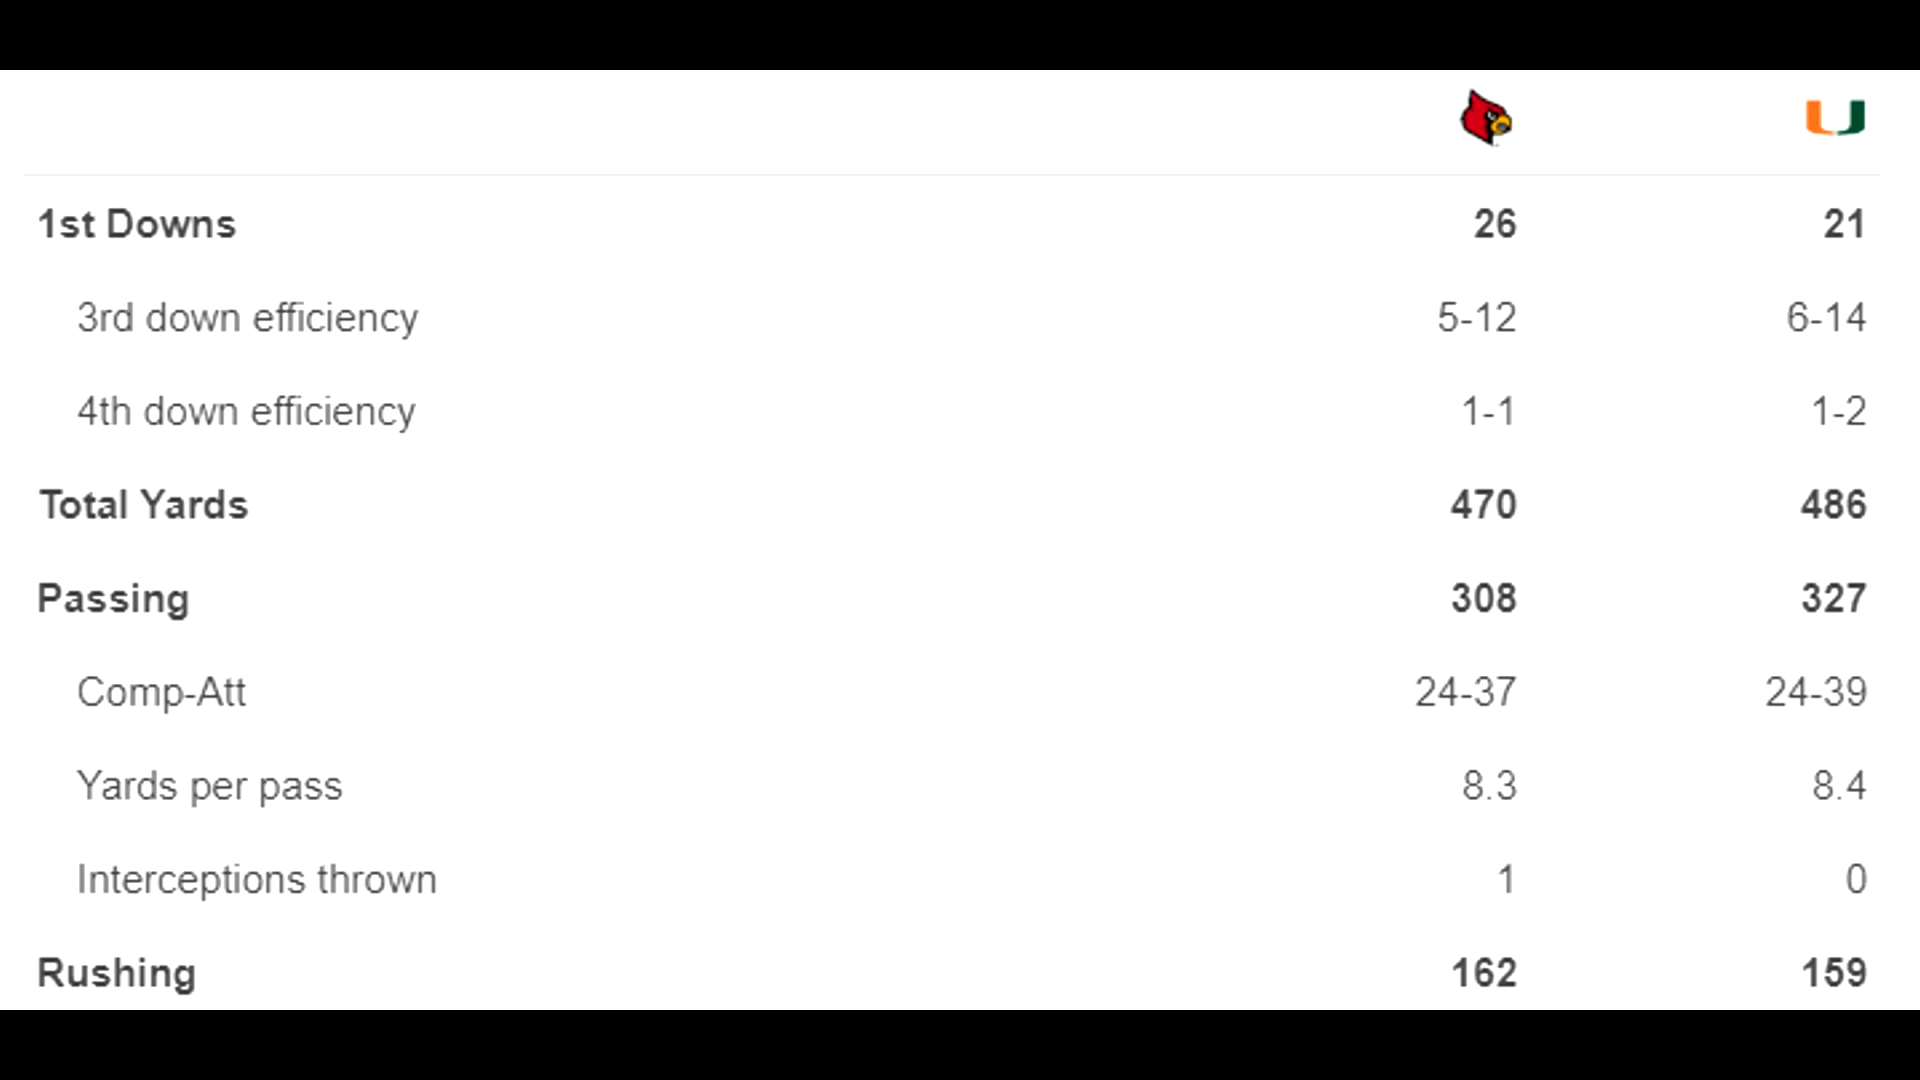 1st Downs 26 21
3rd down efficiency 5-12 6-14
4th down efficiency 1-1 1-2
Total Yards 470 486
Passing 308 327
Comp-Att 24-37 24-39
Yards per pass 8.3 8.4
Interceptions thrown 1 0
Rushing 162 159